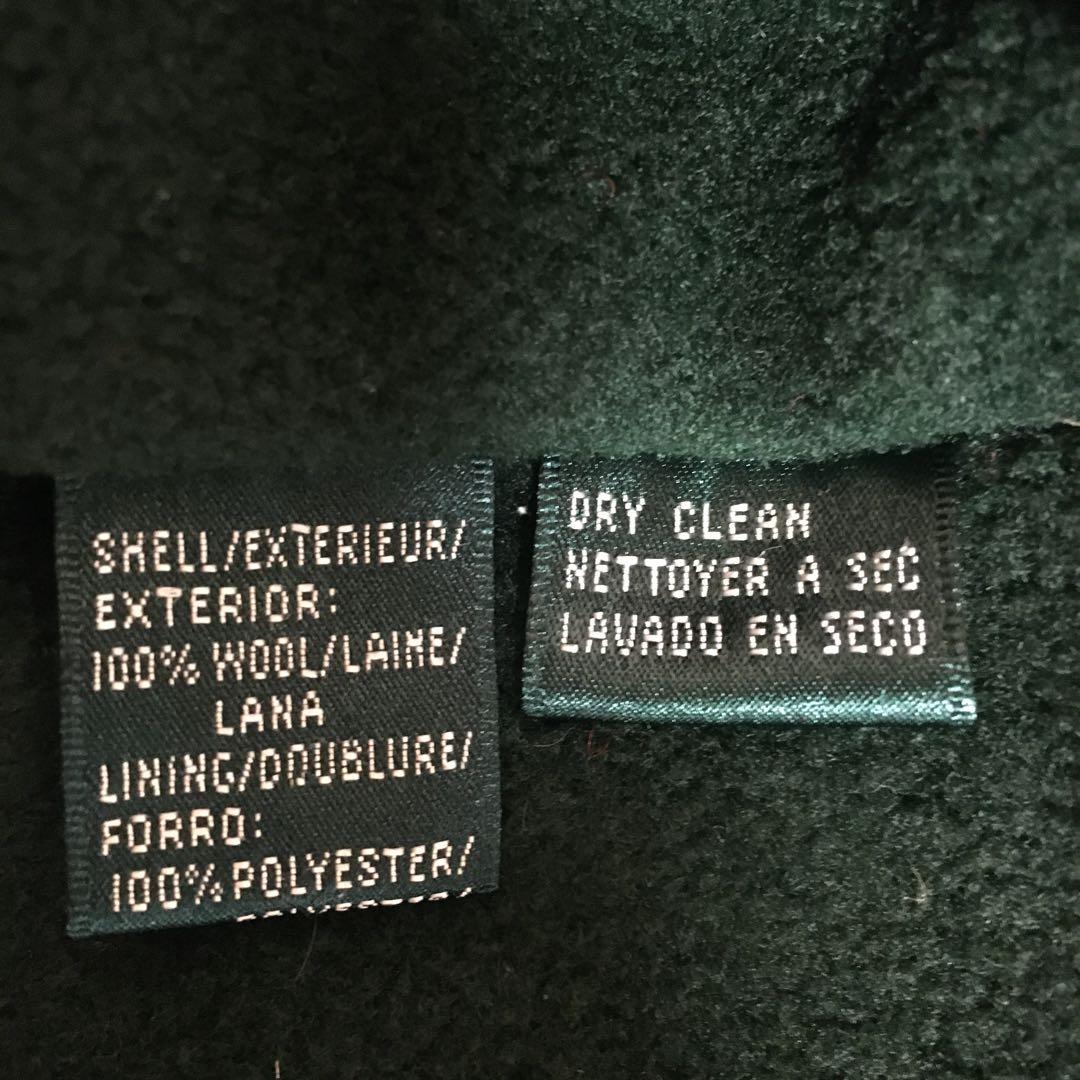 SHELL/EXTERIEUR/
EXTERIOR:
100% WOOL/LAINE/
LANA
LINING/DOUBLURE/
FORRO:
100% POLYESTER/
DRY CLEAN
NETTOYER A SEC
LAVADO EN SECO